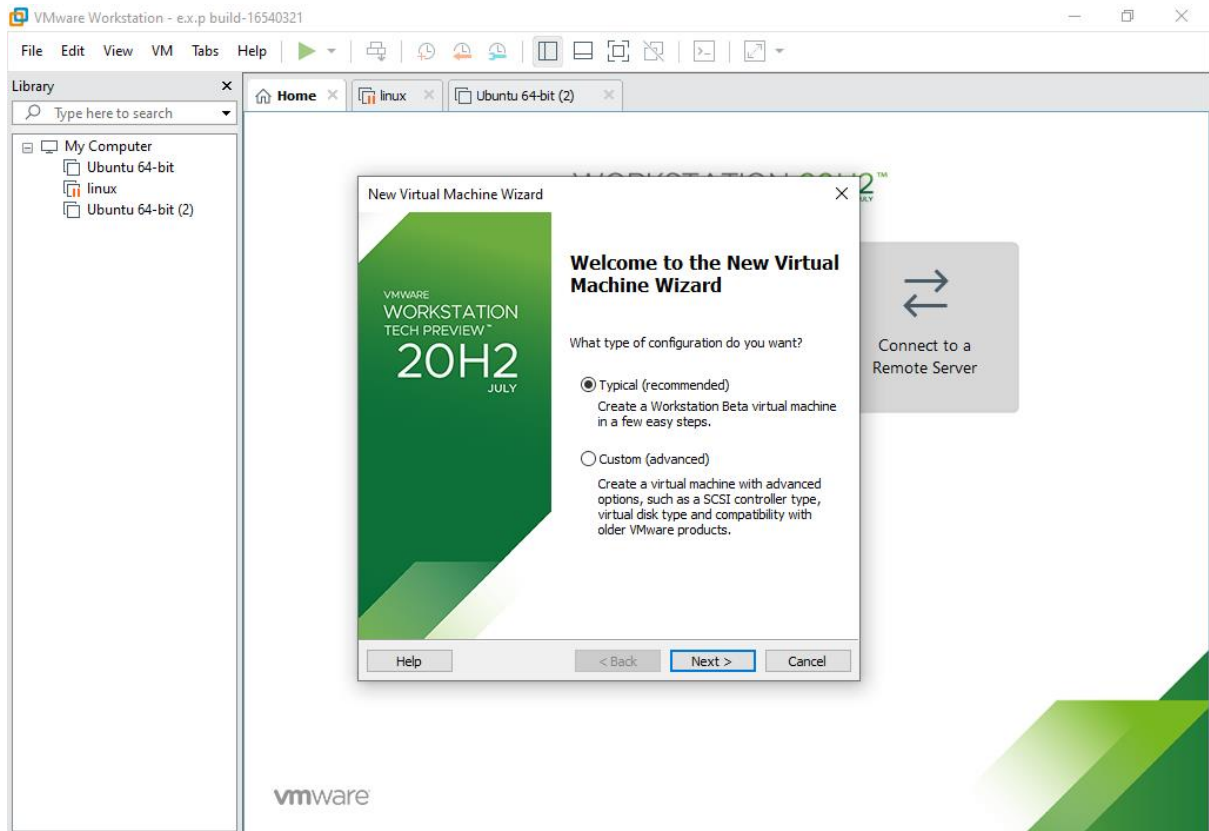 VMware Workstation - e.x.p build-16540321
File Edit View VM Tabs Help
Library
Type here to search
My Computer
Ubuntu 64-bit
linux
Ubuntu 64-bit (2)
Home
linux
Ubuntu 64-bit (2)
New Virtual Machine Wizard
VMWARE
WORKSTATION
TECH PREVIEW™
20H2
JULY
Welcome to the New Virtual
Machine Wizard
What type of configuration do you want?
Typical (recommended)
Create a Workstation Beta virtual machine
in a few easy steps.
Custom (advanced)
Create a virtual machine with advanced
options, such as a SCSI controller type,
virtual disk type and compatibility with
older VMware products.
Help
< Back
Next >
Cancel
Connect to a
Remote Server
vmware